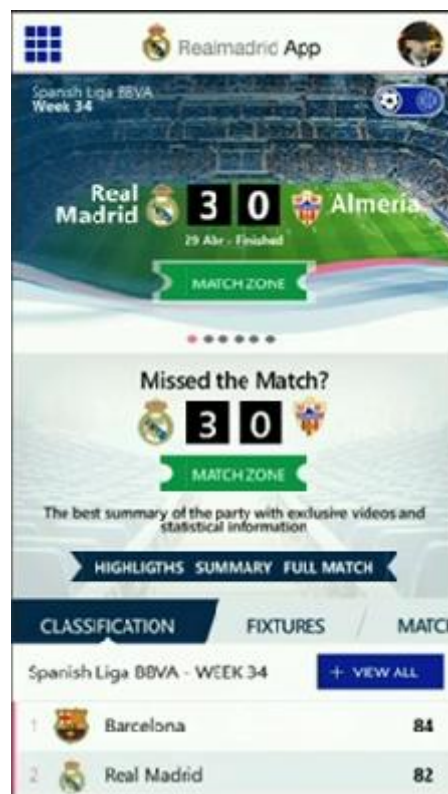 Realmadrid App
Spanish Liga BBVA
Week 34
Real Madrid 3 0 Almería
29 Abr - Finished
MATCH ZONE
Missed the Match?
3 0
MATCH ZONE
The best summary of the party with exclusive videos and
statistical information
HIGHLIGTHS SUMMARY FULL MATCH
CLASSIFICATION FIXTURES MATC
Spanish Liga BBVA - WEEK 34 + VIEW ALL
1 Barcelona 84
2 Real Madrid 82